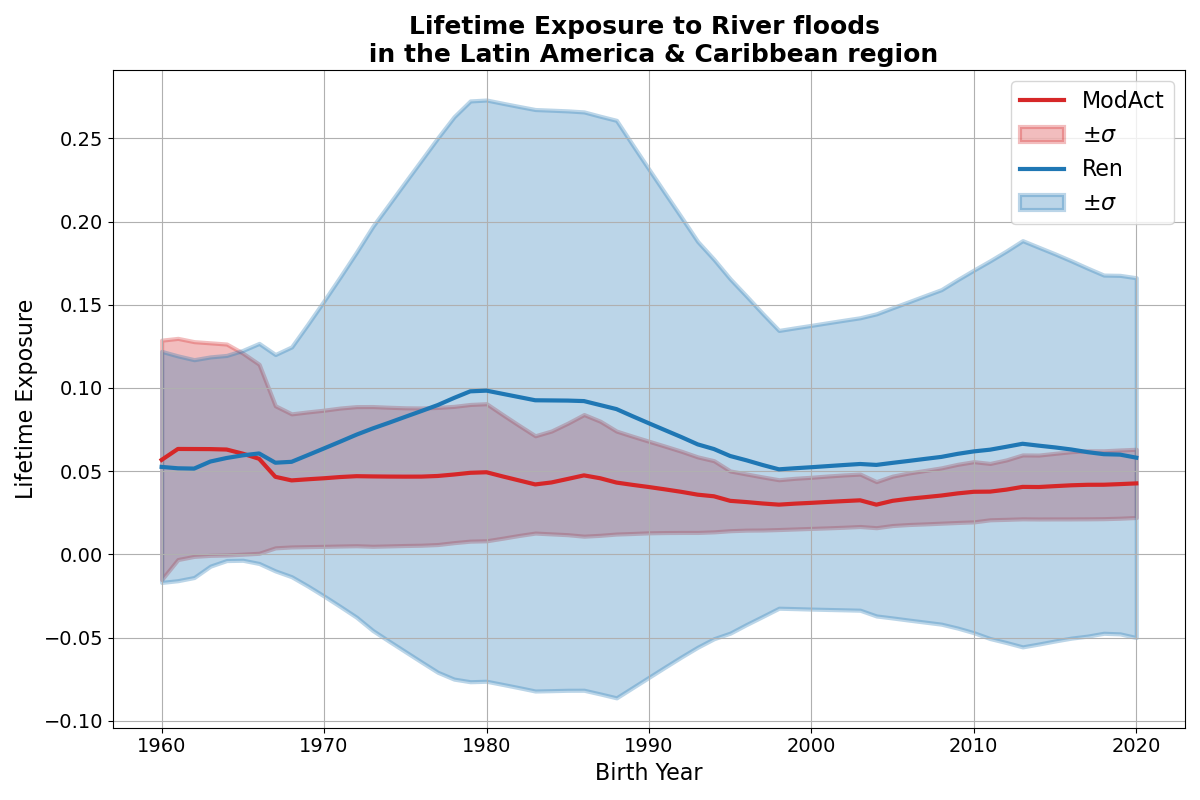 Lifetime Exposure to River floods
in the Latin America & Caribbean region
ModAct
±σ
Ren
±σ
0.25
0.20
0.15
0.10
0.05
0.00
−0.05
−0.10
Lifetime Exposure
1960 1970 1980 1990 2000 2010 2020
Birth Year